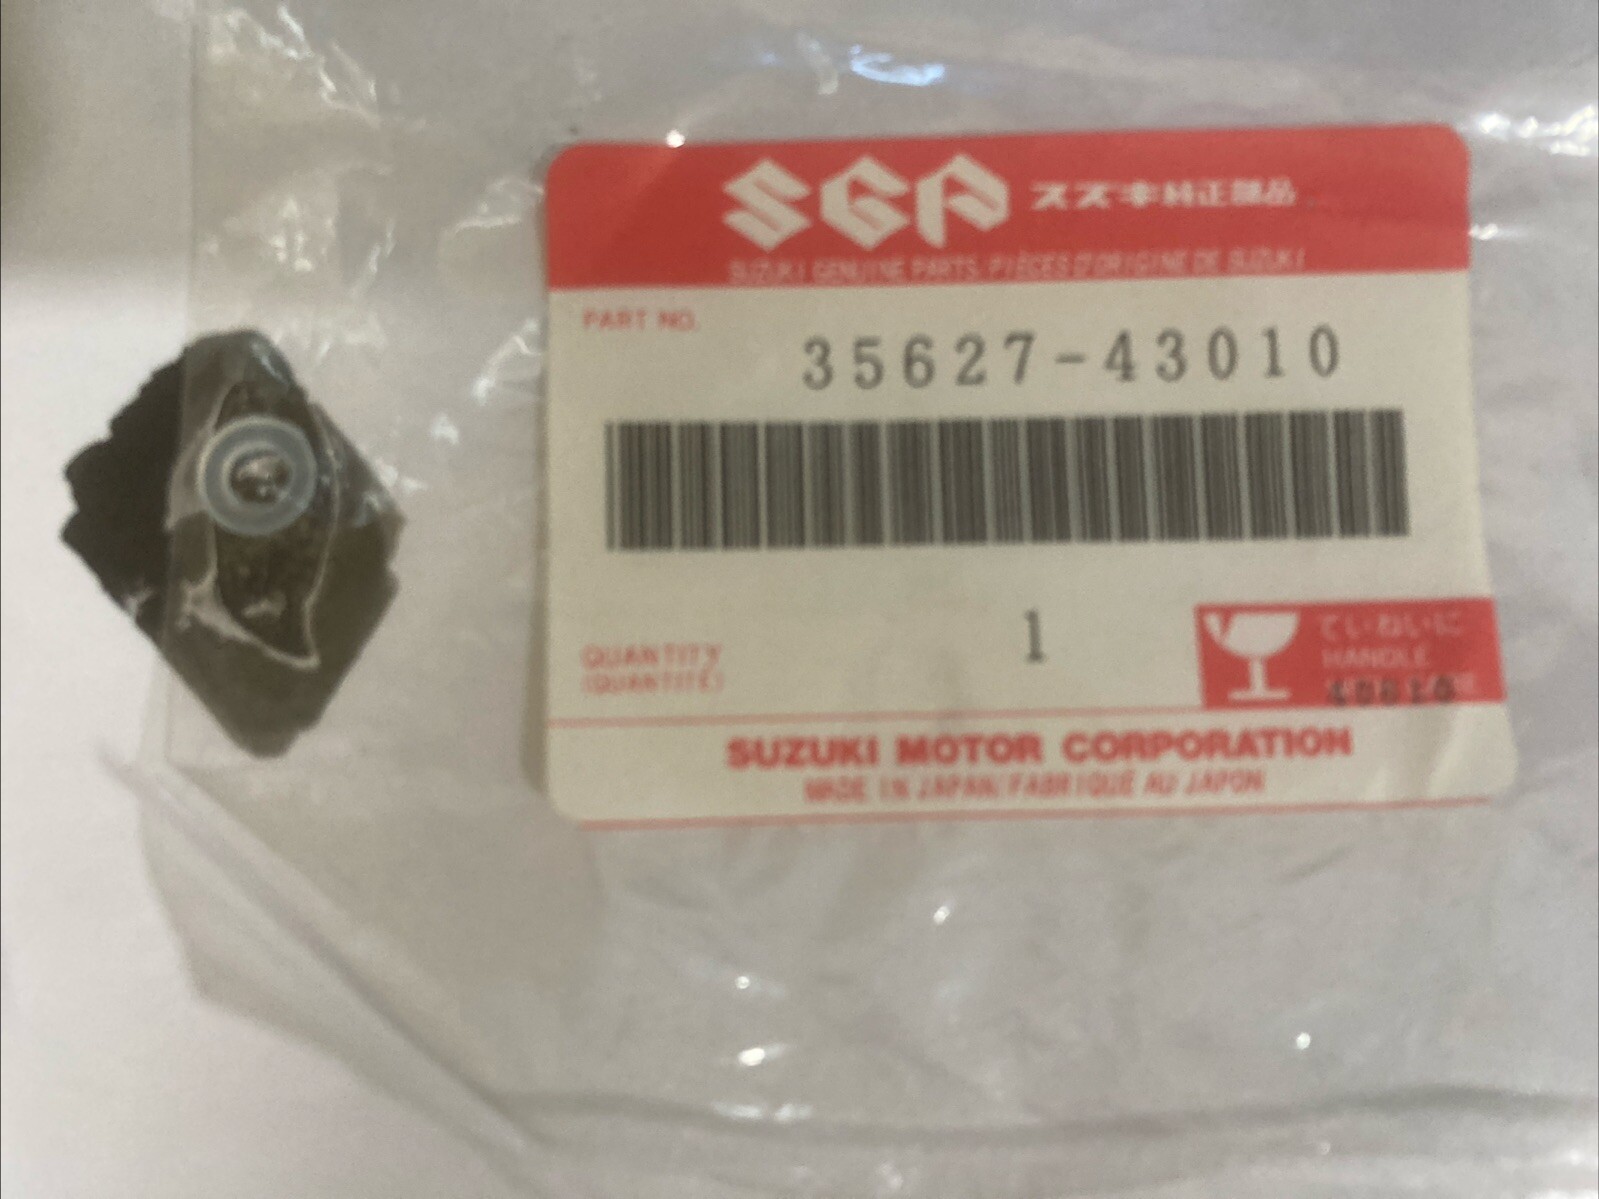 SGP スズキ純正部品
SUZUKI GENUINE PARTS/PIÈCES D'ORIGINE DE SUZUKI
PART NO.
35627-43010
1
QUANTITY
(QUANTITÉ)
ていねいに
HANDLE
SUZUKI MOTOR CORPORATION
MADE IN JAPAN/FABRIQUÉ AU JAPON